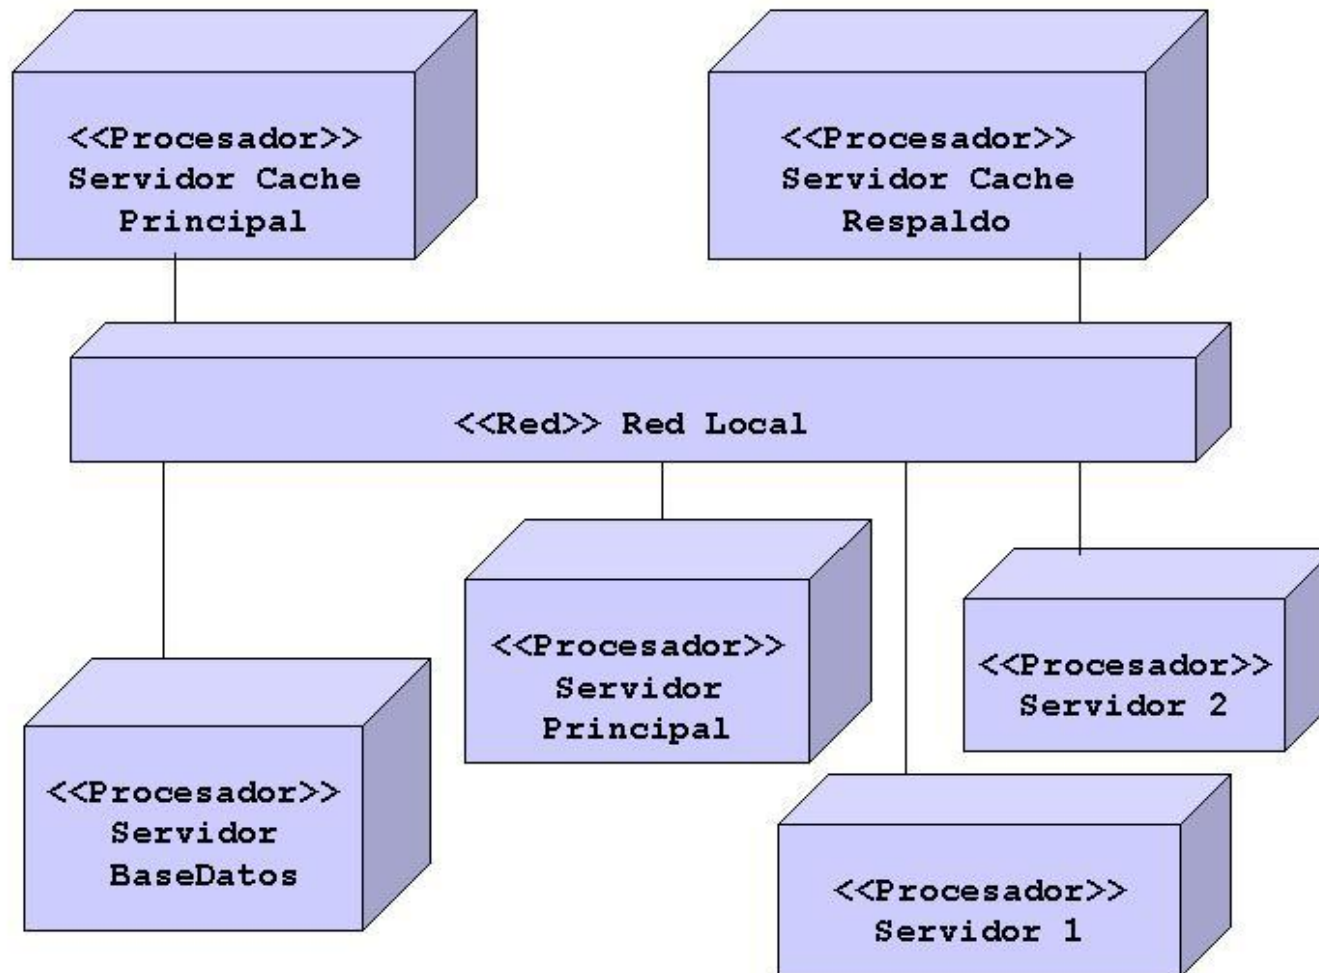 <<Procesador>>
Servidor Cache
Principal
<<Procesador>>
Servidor Cache
Respaldo
<<Red>> Red Local
<<Procesador>>
Servidor
Principal
<<Procesador>>
Servidor 2
<<Procesador>>
Servidor
BaseDatos
<<Procesador>>
Servidor 1